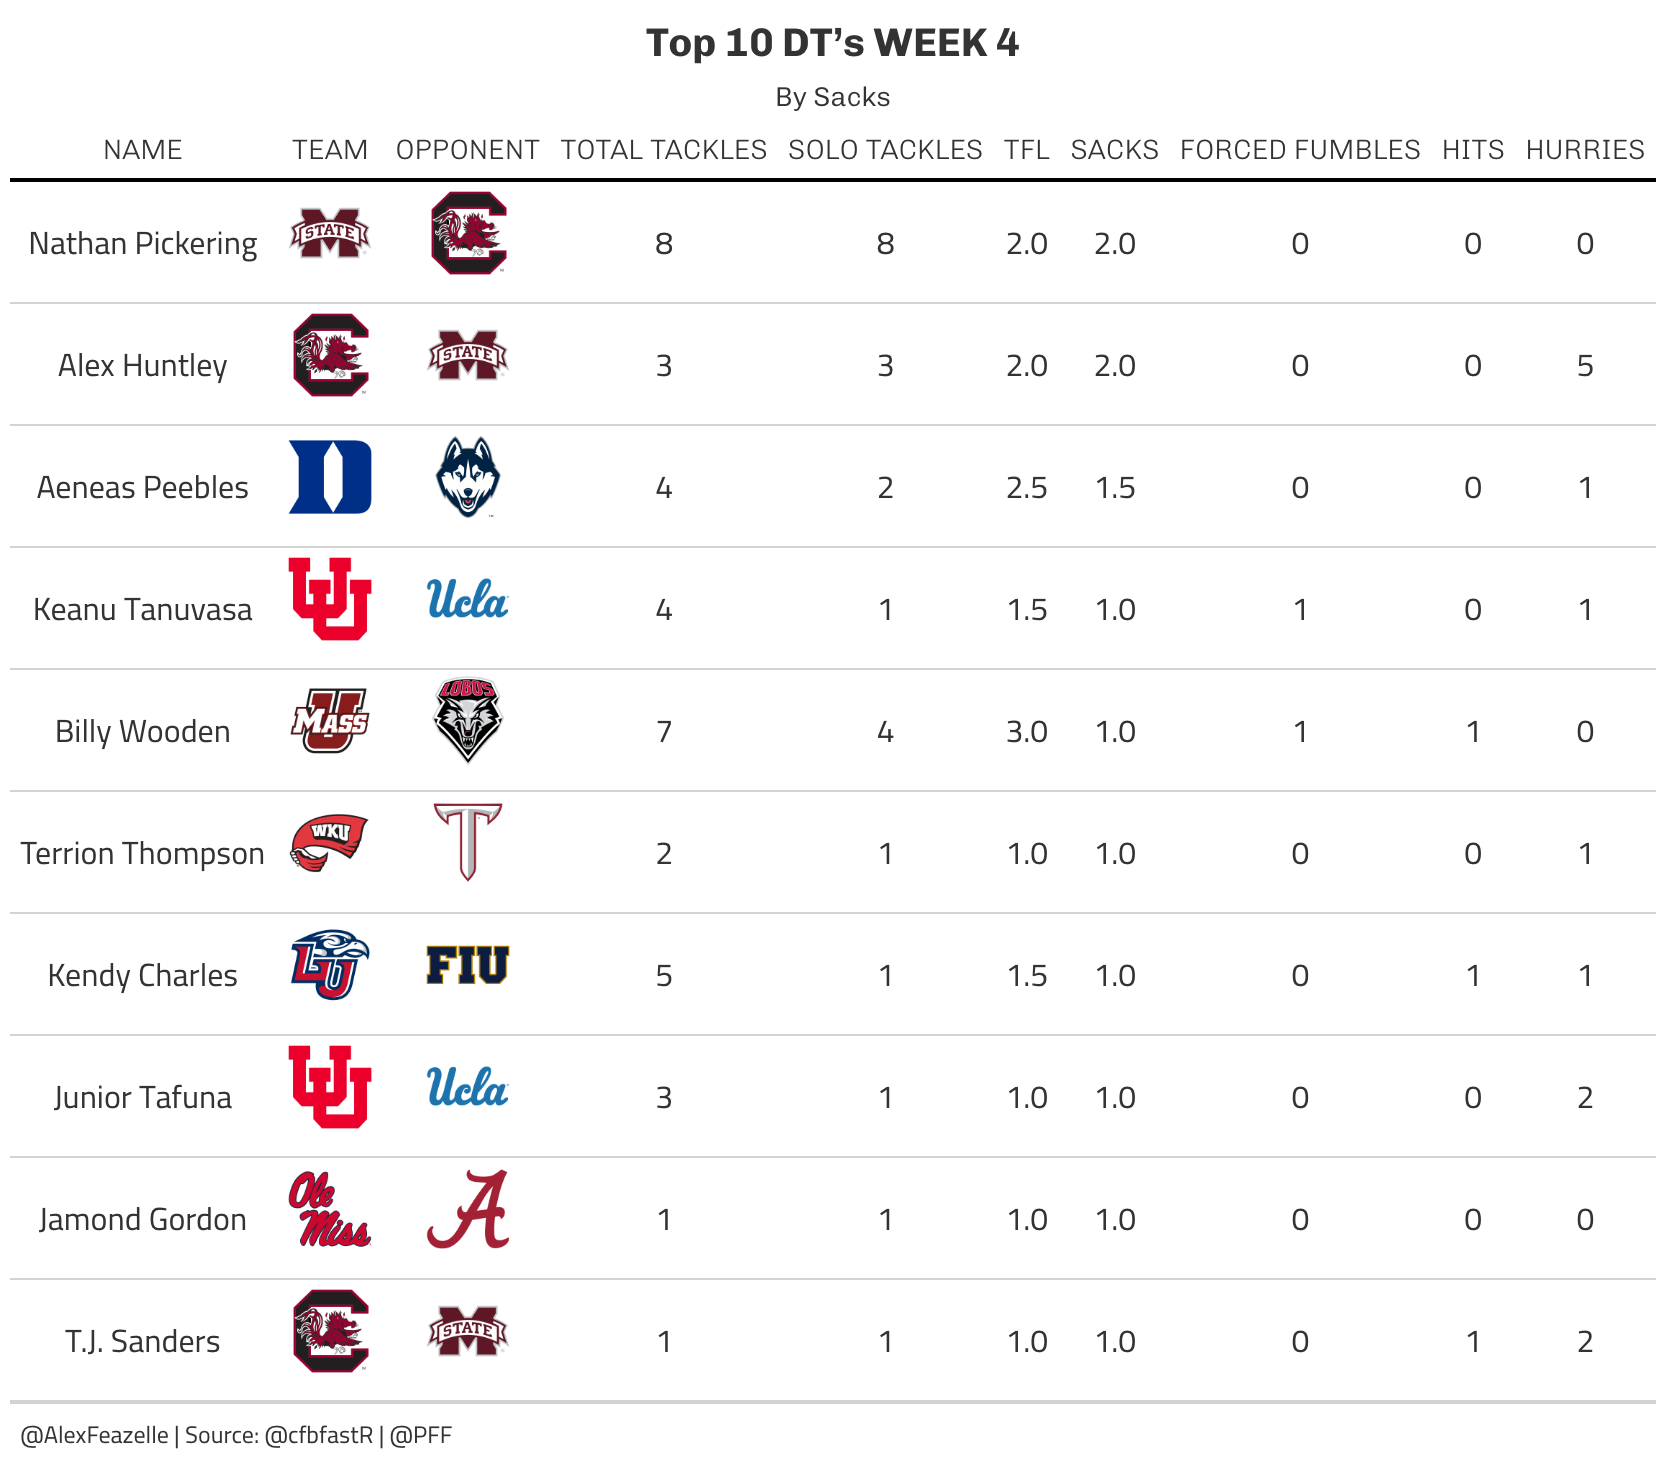 Top 10 DT’s WEEK 4
By Sacks
NAME TEAM OPPONENT TOTAL TACKLES SOLO TACKLES TFL SACKS FORCED FUMBLES HITS HURRIES
Nathan Pickering STATE 8 8 2.0 2.0 0 0 0
Alex Huntley STATE 3 3 2.0 2.0 0 0 5
Aeneas Peebles D 4 2 2.5 1.5 0 0 1
Keanu Tanuvasa UU Ucla 4 1 1.5 1.0 1 0 1
Billy Wooden UMASS LOBOS 7 4 3.0 1.0 1 1 0
Terrion Thompson WKU T 2 1 1.0 1.0 0 0 1
Kendy Charles LU FIU 5 1 1.5 1.0 0 1 1
Junior Tafuna UU Ucla 3 1 1.0 1.0 0 0 2
Jamond Gordon Ole Miss A 1 1 1.0 1.0 0 0 0
T.J. Sanders STATE 1 1 1.0 1.0 0 1 2
@AlexFeazelle | Source: @cfbfastR | @PFF